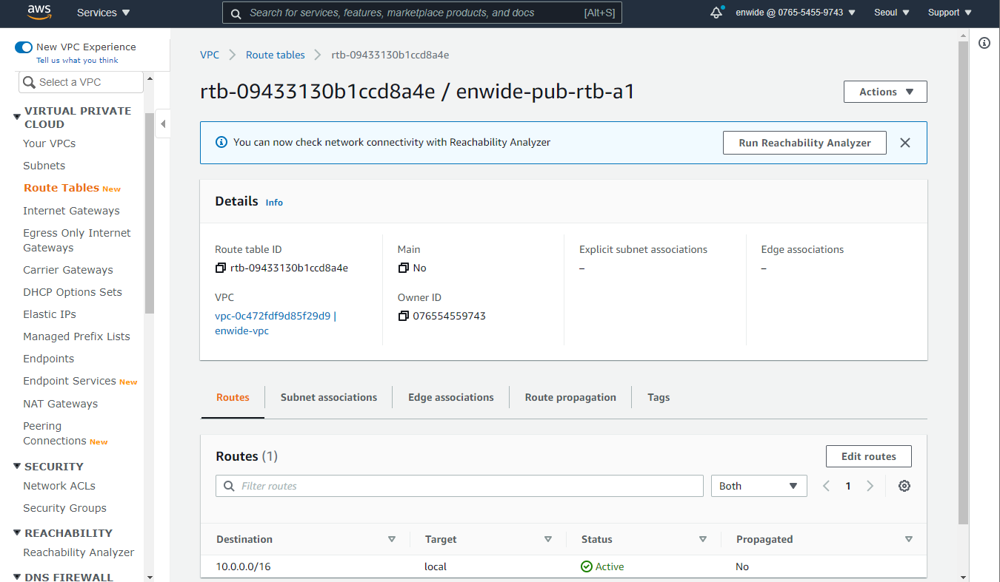 aws
Services
Search for services, features, marketplace products, and docs
[Alt+S]
enwide @ 0765-5455-9743
Seoul
Support
New VPC Experience
Tell us what you think
Select a VPC
VIRTUAL PRIVATE
CLOUD
Your VPCs
Subnets
Route Tables New
Internet Gateways
Egress Only Internet
Gateways
Carrier Gateways
DHCP Options Sets
Elastic IPs
Managed Prefix Lists
Endpoints
Endpoint Services New
NAT Gateways
Peering
Connections New
SECURITY
Network ACLs
Security Groups
REACHABILITY
Reachability Analyzer
DNS FIREWALL
VPC
Route tables
rtb-09433130b1ccd8a4e
rtb-09433130b1ccd8a4e / enwide-pub-rtb-a1
Actions
You can now check network connectivity with Reachability Analyzer
Run Reachability Analyzer
Details Info
Route table ID
rtb-09433130b1ccd8a4e
Main
No
Explicit subnet associations
–
Edge associations
–
VPC
vpc-0c472fdf9d85f29d9 |
enwide-vpc
Owner ID
076554559743
Routes
Subnet associations
Edge associations
Route propagation
Tags
Routes (1)
Edit routes
Filter routes
Both
1
Destination
Target
Status
Propagated
10.0.0.0/16
local
Active
No